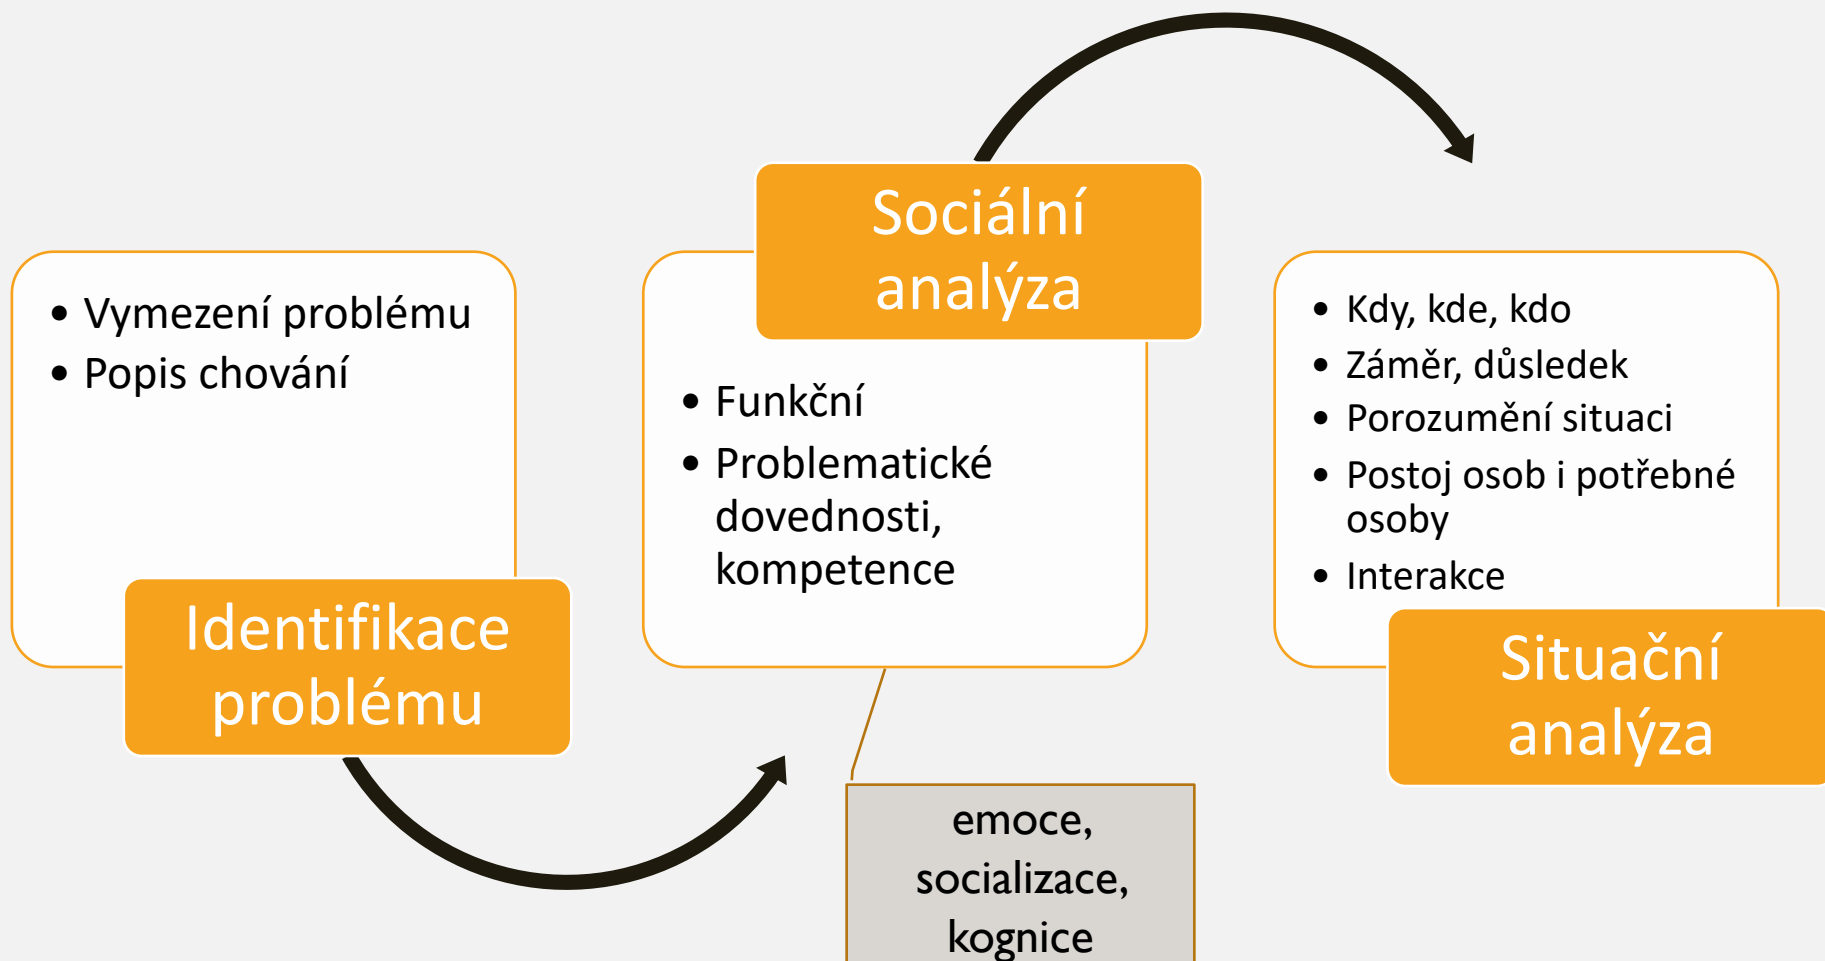 • Vymezení problému
• Popis chování
Identifikace
problému
Sociální
analýza
• Funkční
• Problematické
dovednosti,
kompetence
emoce,
socializace,
kognice
• Kdy, kde, kdo
• Záměr, důsledek
• Porozumění situaci
• Postoj osob i potřebné
osoby
• Interakce
Situační
analýza